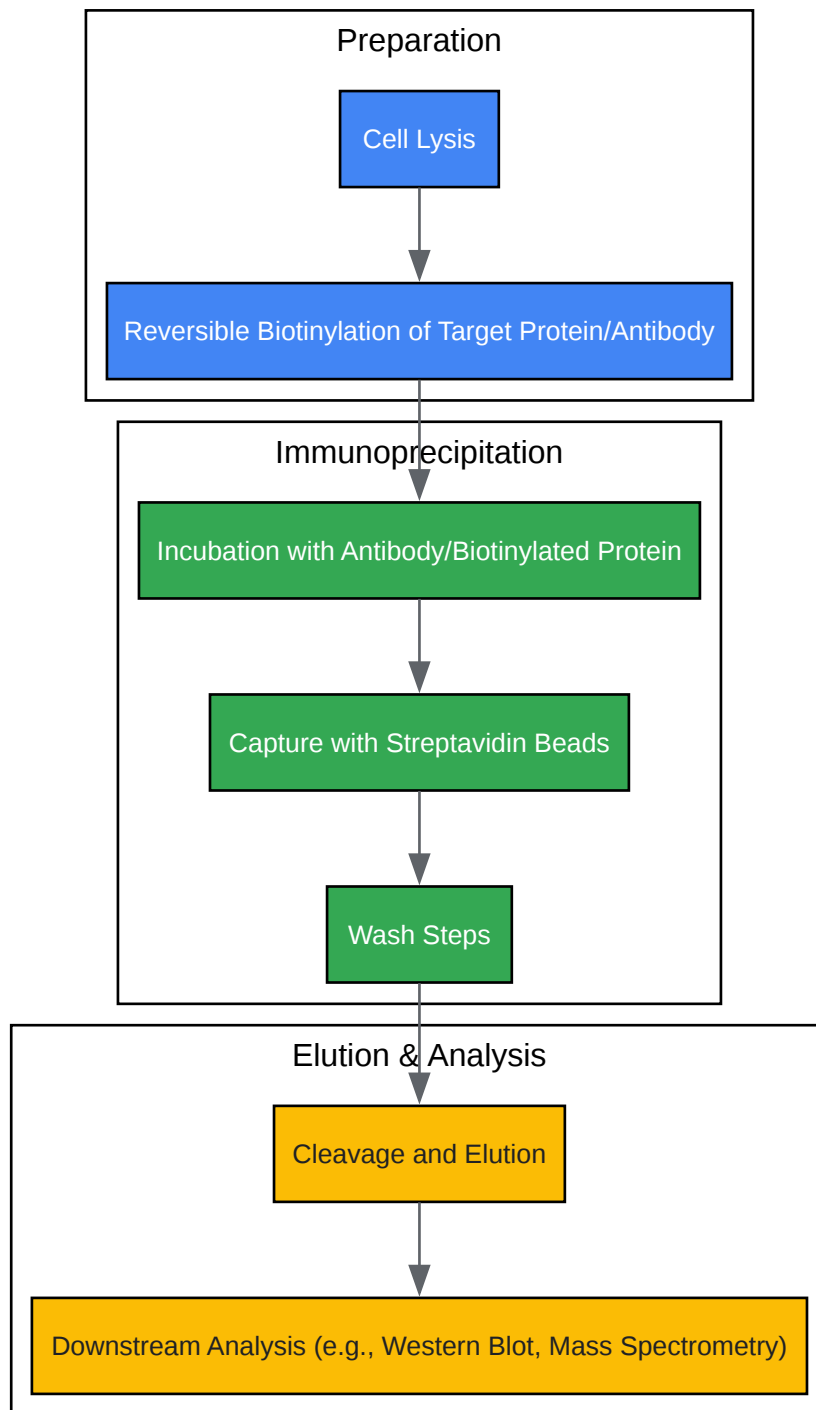 Preparation
Cell Lysis
Reversible Biotinylation of Target Protein/Antibody
Immunoprecipitation
Incubation with Antibody/Biotinylated Protein
Capture with Streptavidin Beads
Wash Steps
Elution & Analysis
Cleavage and Elution
Downstream Analysis (e.g., Western Blot, Mass Spectrometry)